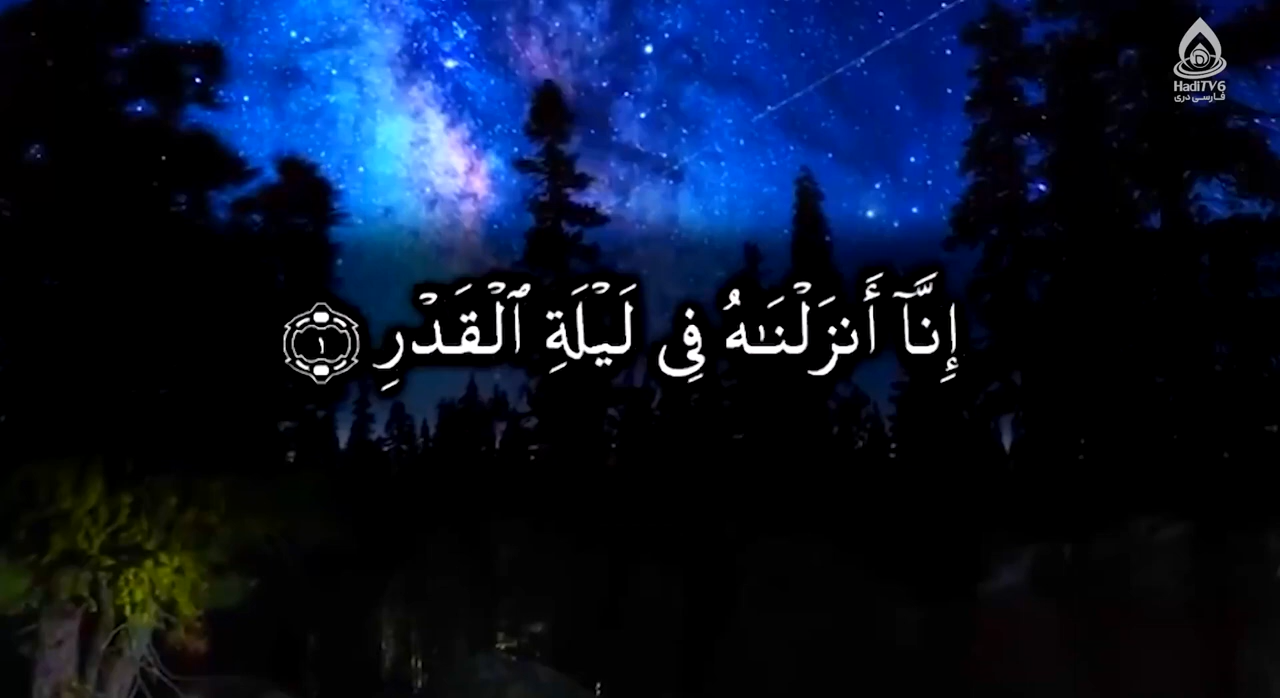 HadiTV6
فارسی دری
إِنَّآ أَنزَلْنَـٰهُ فِى لَيْلَةِ ٱلْقَدْرِ ١